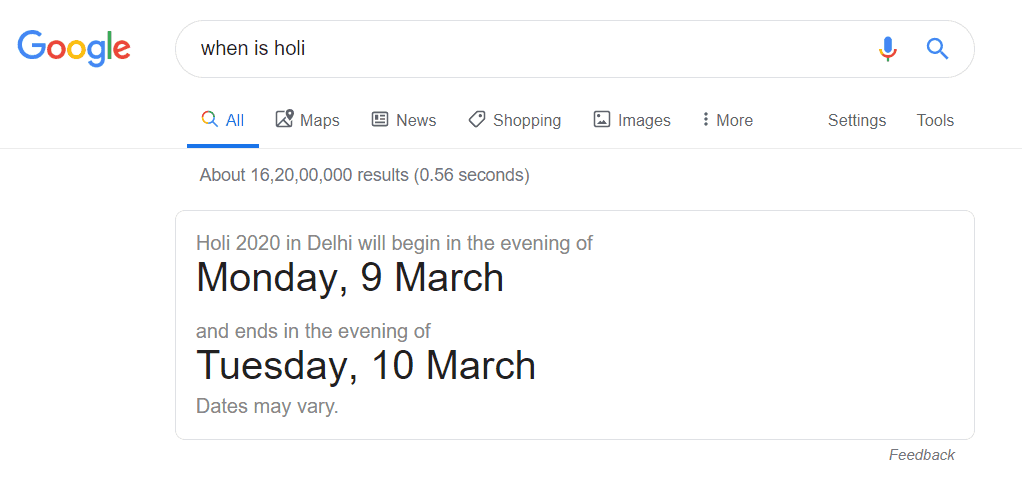 Google when is holi
All Maps News Shopping Images More Settings Tools
About 16,20,00,000 results (0.56 seconds)
Holi 2020 in Delhi will begin in the evening of
Monday, 9 March
and ends in the evening of
Tuesday, 10 March
Dates may vary.
Feedback